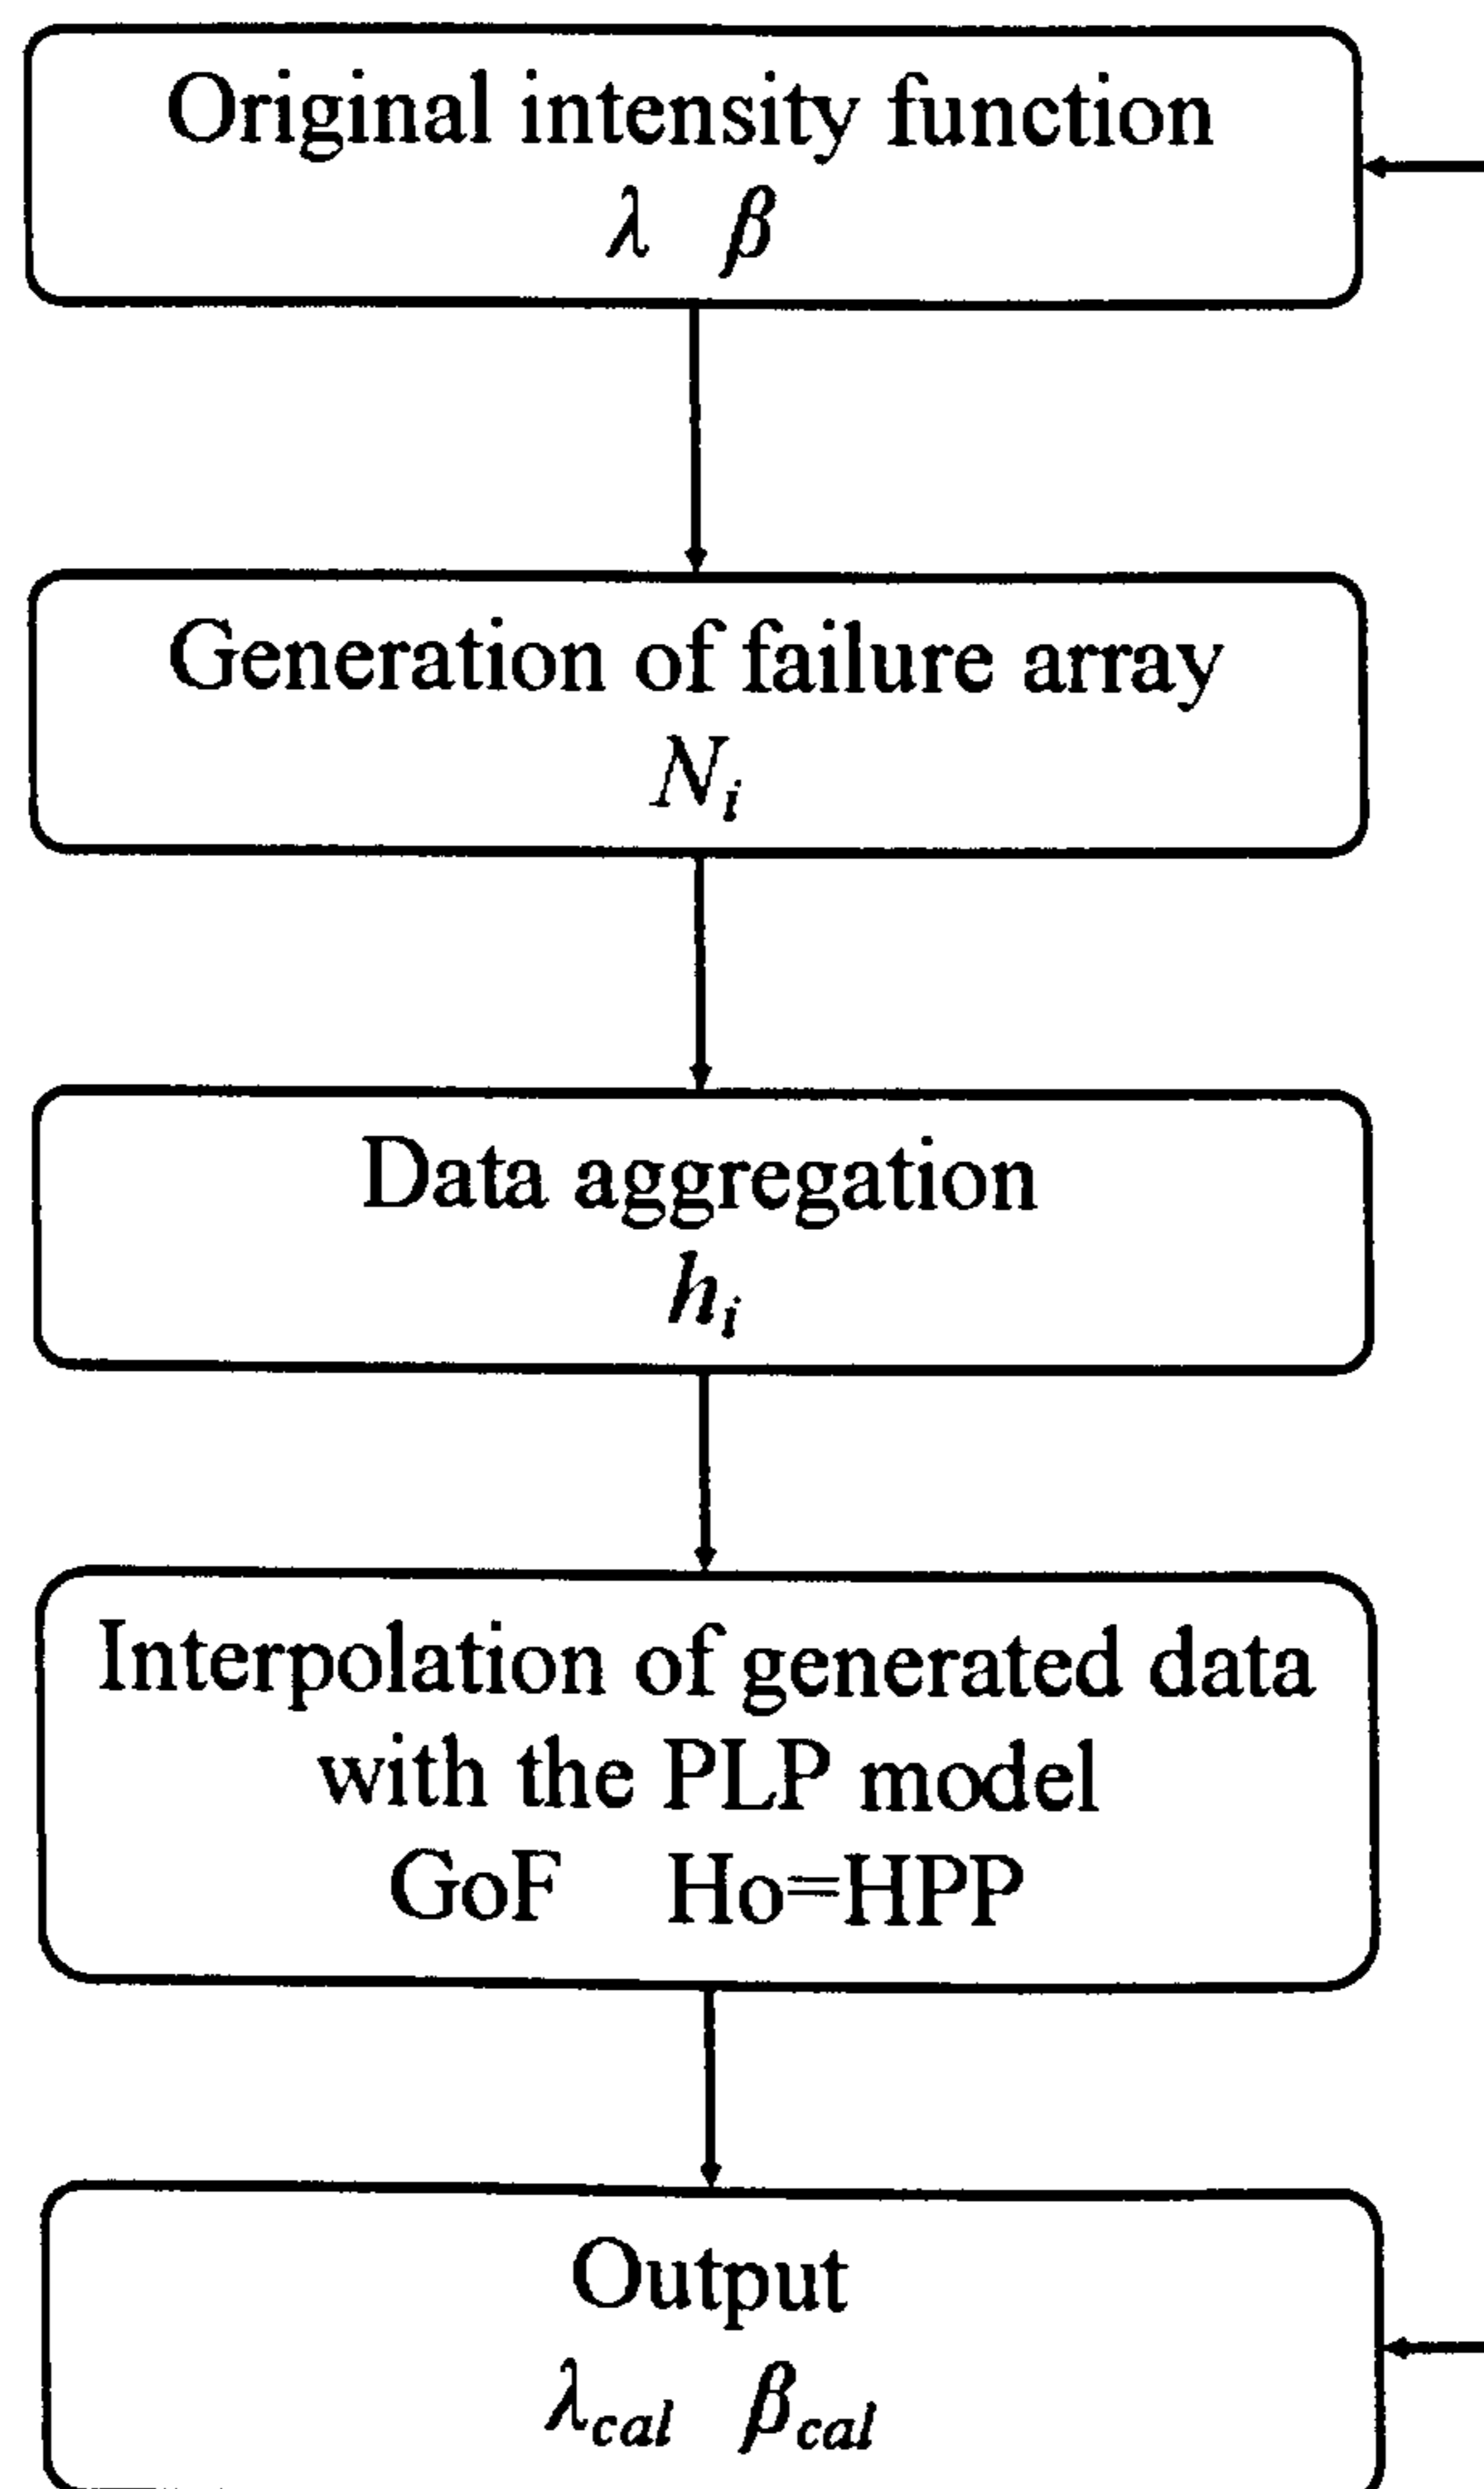 Original intensity function
λ β
Generation of failure array
Nᵢ
Data aggregation
hᵢ
Interpolation of generated data
with the PLP model
GoF Ho=HPP
Output
λcal βcal